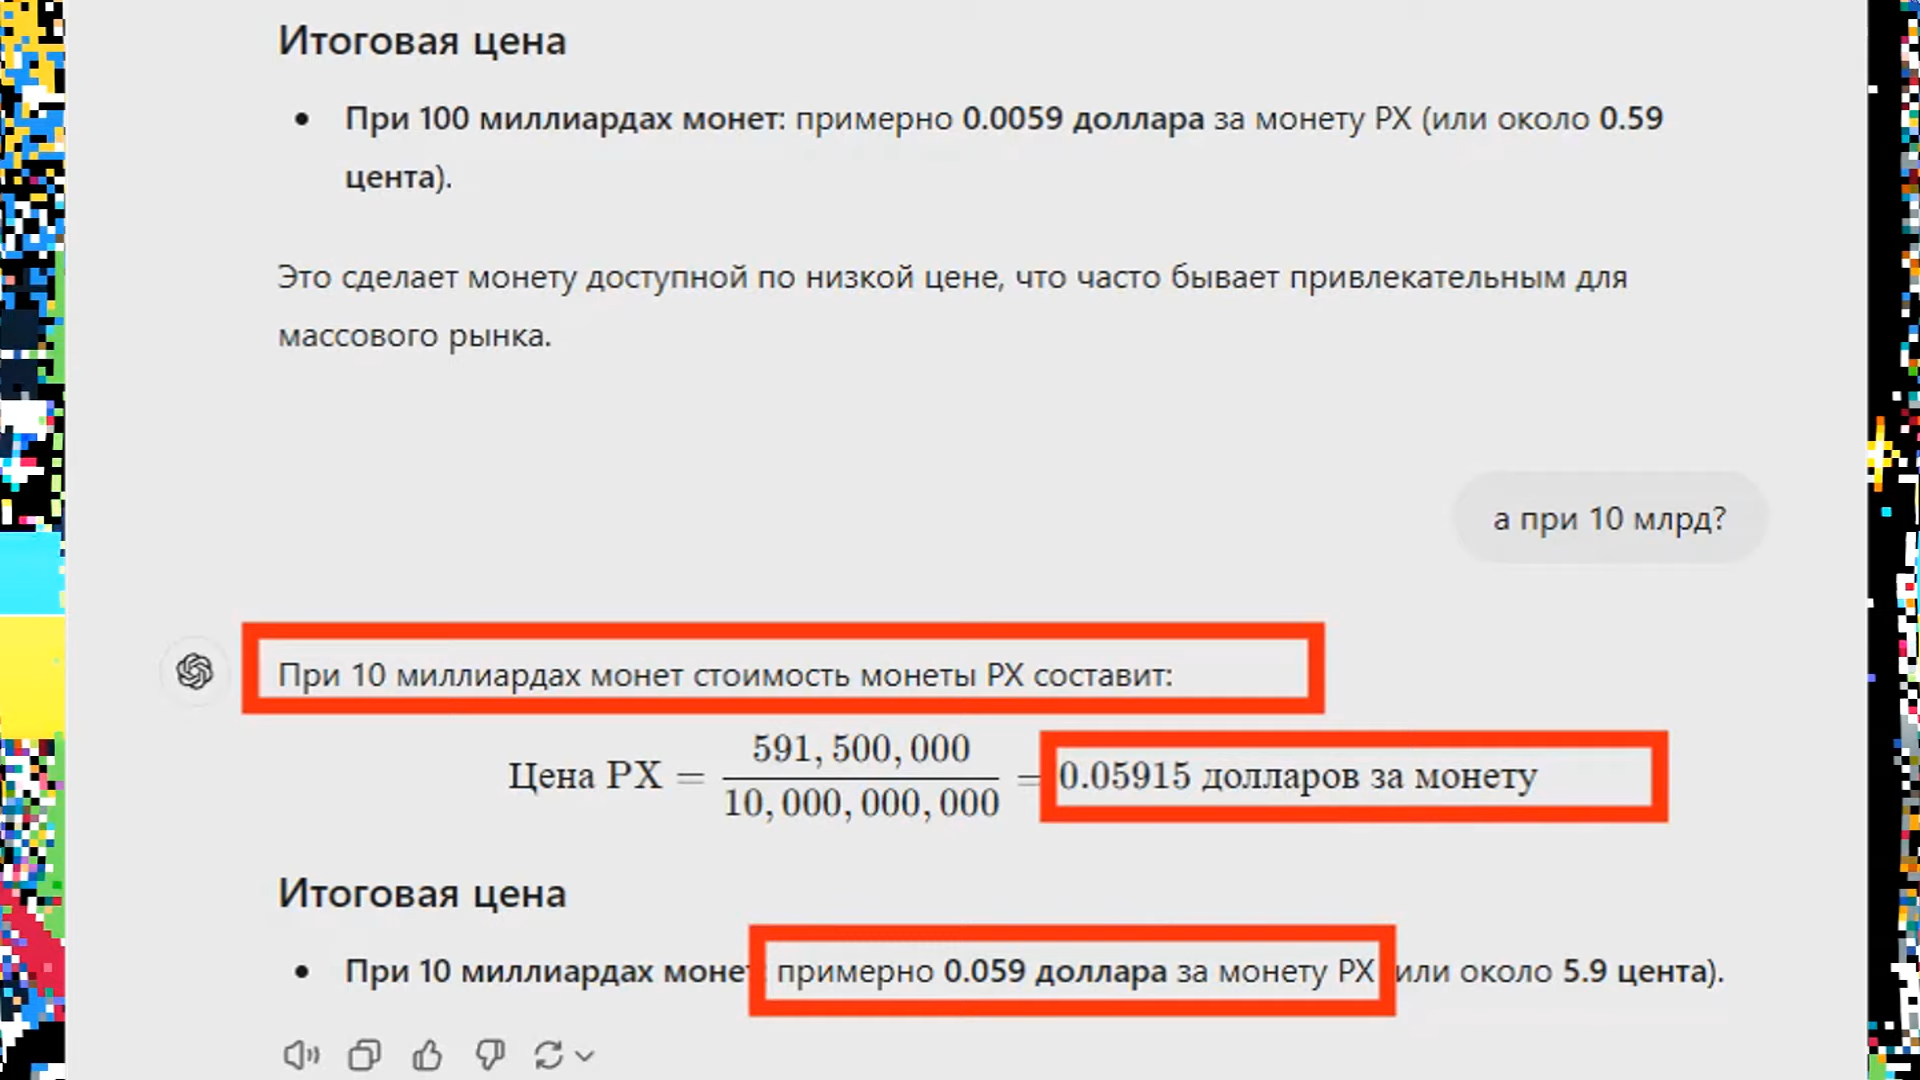 Итоговая цена
• При 100 миллиардах монет: примерно 0.0059 доллара за монету PX (или около 0.59
цента).
Это сделает монету доступной по низкой цене, что часто бывает привлекательным для
массового рынка.
а при 10 млрд?
При 10 миллиардах монет стоимость монеты PX составит:
Цена PX = 591,500,000 / 10,000,000,000 = 0.05915 долларов за монету
Итоговая цена
• При 10 миллиардах монет примерно 0.059 доллара за монету PX или около 5.9 цента).